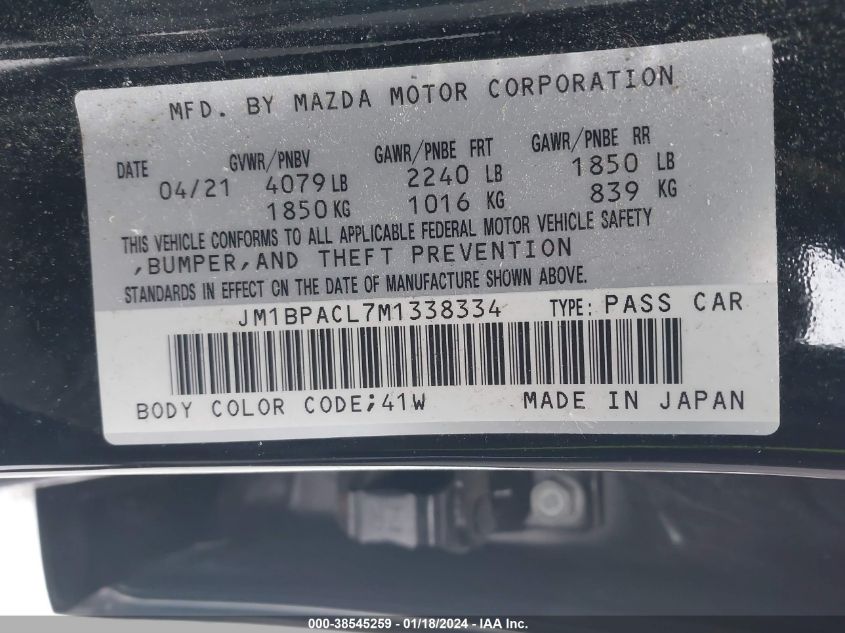 MFD. BY MAZDA MOTOR CORPORATION
DATE GVWR/PNBV GAWR/PNBE FRT GAWR/PNBE RR
04/21 4079 LB 2240 LB 1850 LB
1850 KG 1016 KG 839 KG
THIS VEHICLE CONFORMS TO ALL APPLICABLE FEDERAL MOTOR VEHICLE SAFETY
,BUMPER,AND THEFT PREVENTION
STANDARDS IN EFFECT ON THE DATE OF MANUFACTURE SHOWN ABOVE.
JM1BPACL7M1338334 TYPE: PASS CAR
BODY COLOR CODE;41W MADE IN JAPAN
000-38545259 - 01/18/2024 - IAA Inc.